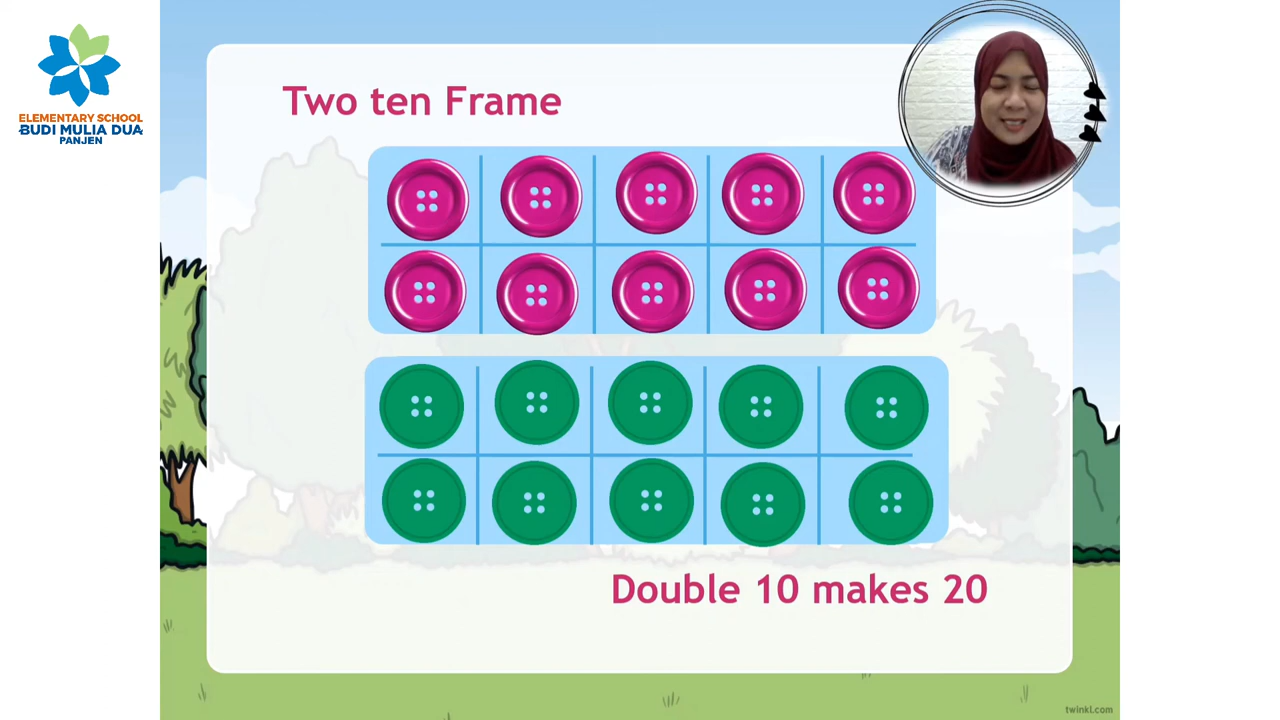 ELEMENTARY SCHOOL
BUDI MULIA DUA
PANJEN
Two ten Frame
Double 10 makes 20
twinkl.com